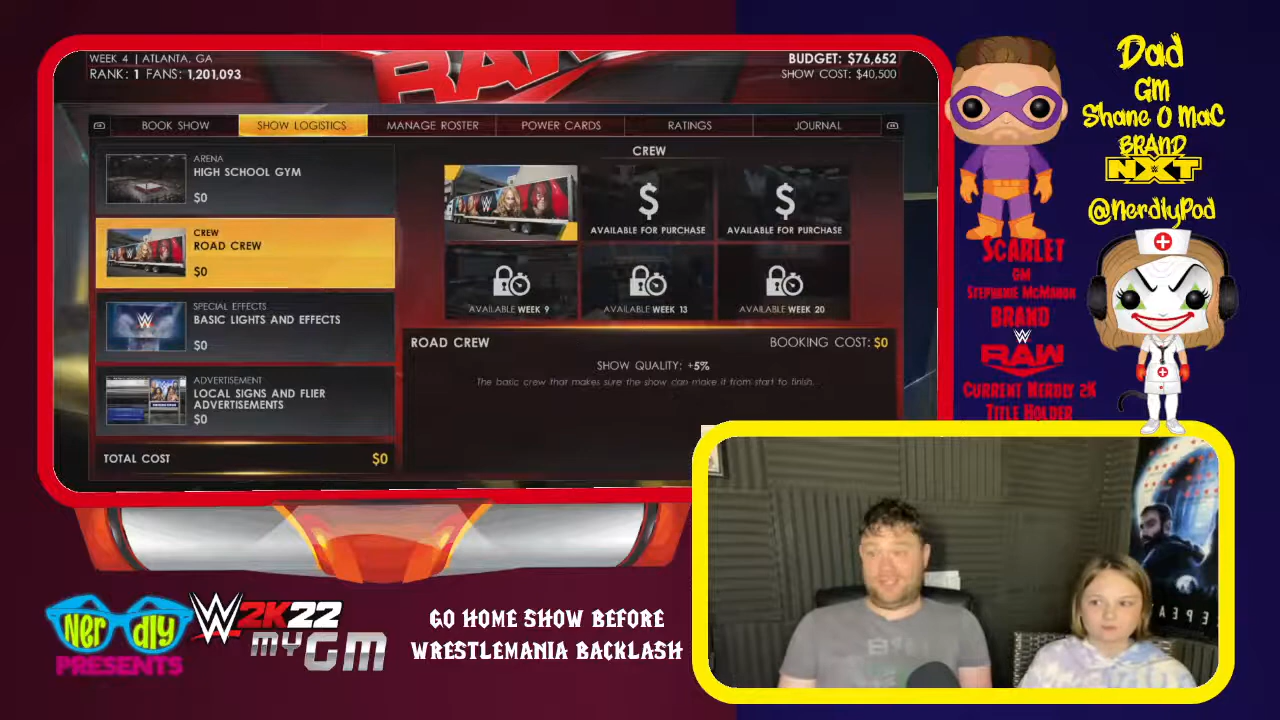 WEEK 4 | ATLANTA, GA
RANK: 1 FANS: 1,201,093
RAW
BUDGET: $76,652
SHOW COST: $40,500
BOOK SHOW
SHOW LOGISTICS
MANAGE ROSTER
POWER CARDS
RATINGS
JOURNAL
ARENA
HIGH SCHOOL GYM
$0
CREW
ROAD CREW
$0
SPECIAL EFFECTS
BASIC LIGHTS AND EFFECTS
$0
ADVERTISEMENT
LOCAL SIGNS AND FLIER
ADVERTISEMENTS
$0
TOTAL COST $0
CREW
$
AVAILABLE FOR PURCHASE
$
AVAILABLE FOR PURCHASE
AVAILABLE WEEK 9
AVAILABLE WEEK 13
AVAILABLE WEEK 20
ROAD CREW
BOOKING COST: $0
SHOW QUALITY: +5%
The basic crew that makes sure the show can make it from start to finish.
Dad
GM
Shane O Mac
BRAND
NXT
@NerdlyPod
SCARLET
GM
STEPHANIE MCMAHON
BRAND
W
RAW
CURRENT NERDLY 2K
TITLE HOLDER
Nerdly
PRESENTS
W 2K22
MYGM
GO HOME SHOW BEFORE
WRESTLEMANIA BACKLASH